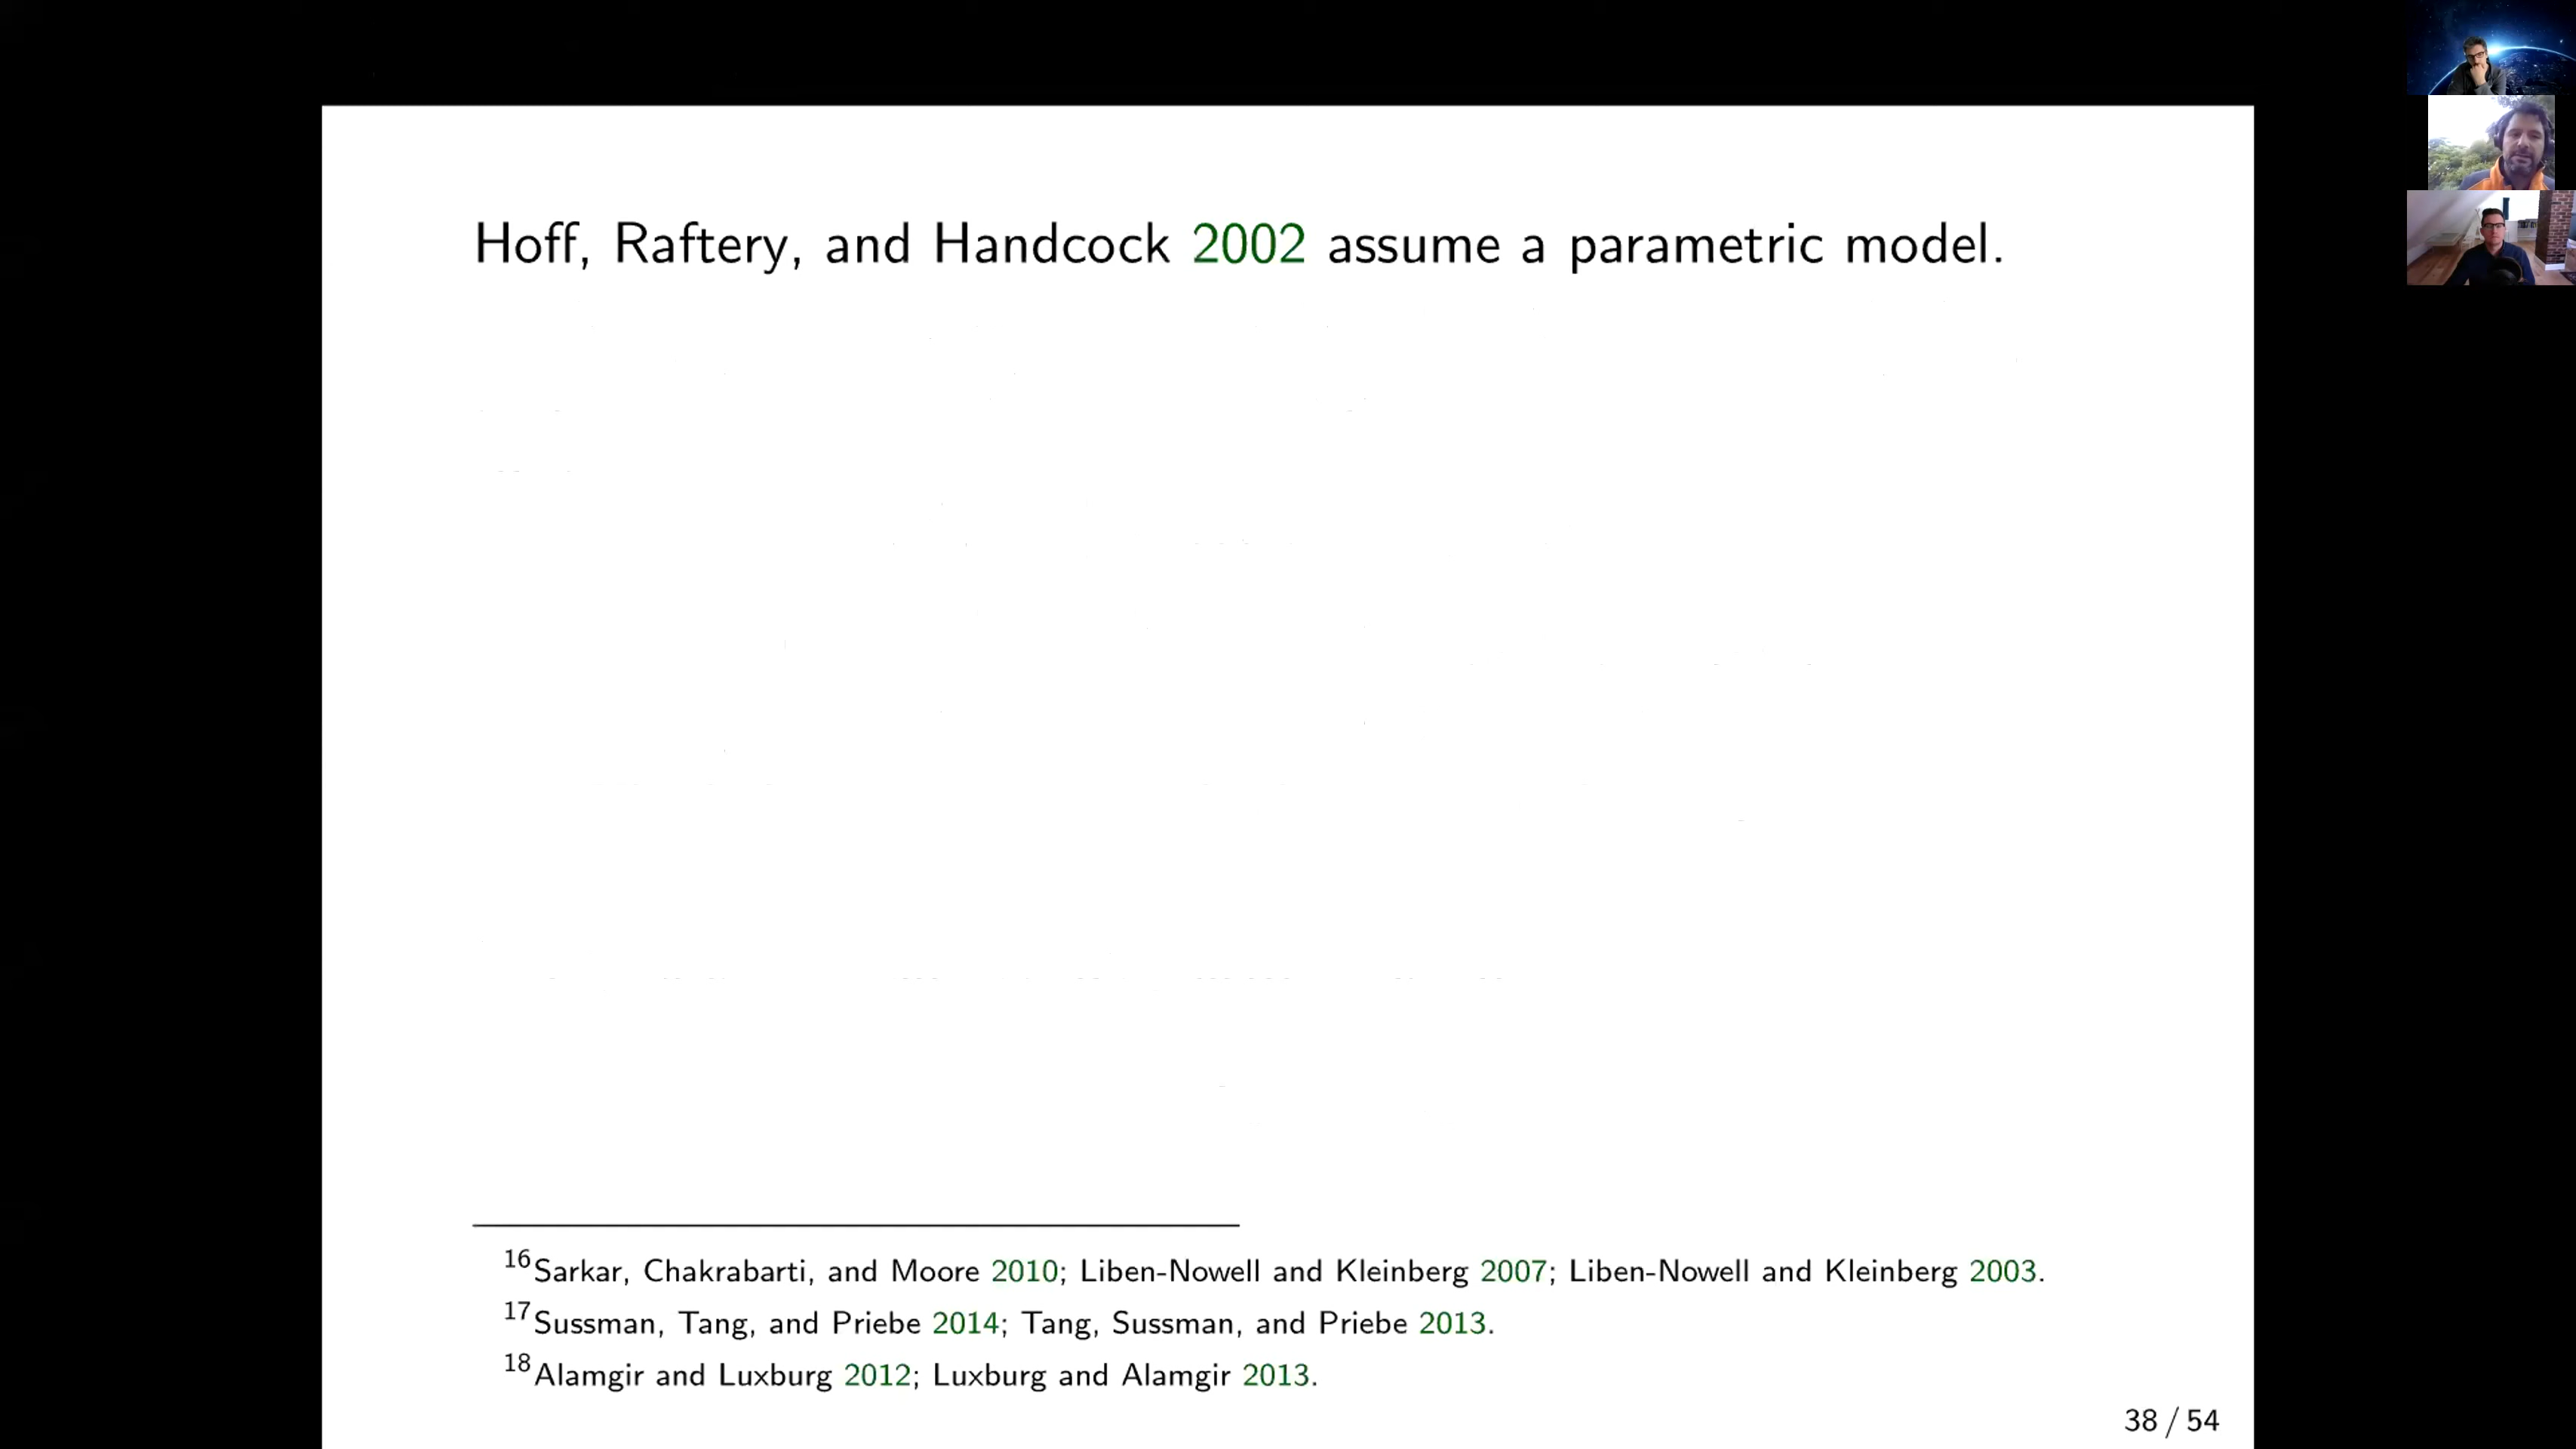 Hoff, Raftery, and Handcock 2002 assume a parametric model.
16Sarkar, Chakrabarti, and Moore 2010; Liben-Nowell and Kleinberg 2007; Liben-Nowell and Kleinberg 2003.
17Sussman, Tang, and Priebe 2014; Tang, Sussman, and Priebe 2013.
18Alamgir and Luxburg 2012; Luxburg and Alamgir 2013.
38 / 54